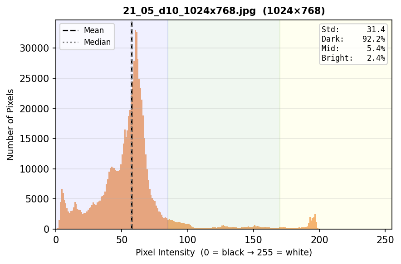 21_05_d10_1024x768.jpg  (1024×768)
Mean
Median
Std:      31.4
Dark:    92.2%
Mid:      5.4%
Bright:   2.4%
Number of Pixels
30000
25000
20000
15000
10000
5000
0
0 50 100 150 200 250
Pixel Intensity  (0 = black → 255 = white)